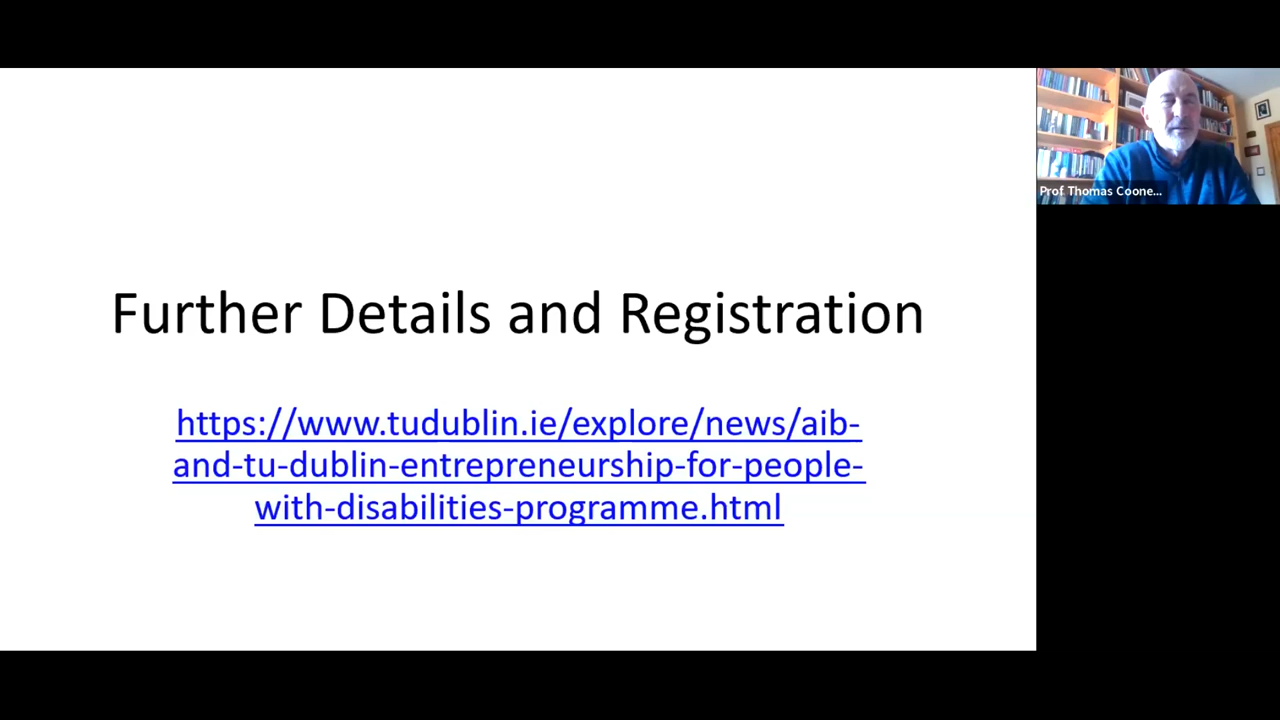 Further Details and Registration
https://www.tudublin.ie/explore/news/aib-
and-tu-dublin-entrepreneurship-for-people-
with-disabilities-programme.html
Prof Thomas Coone...